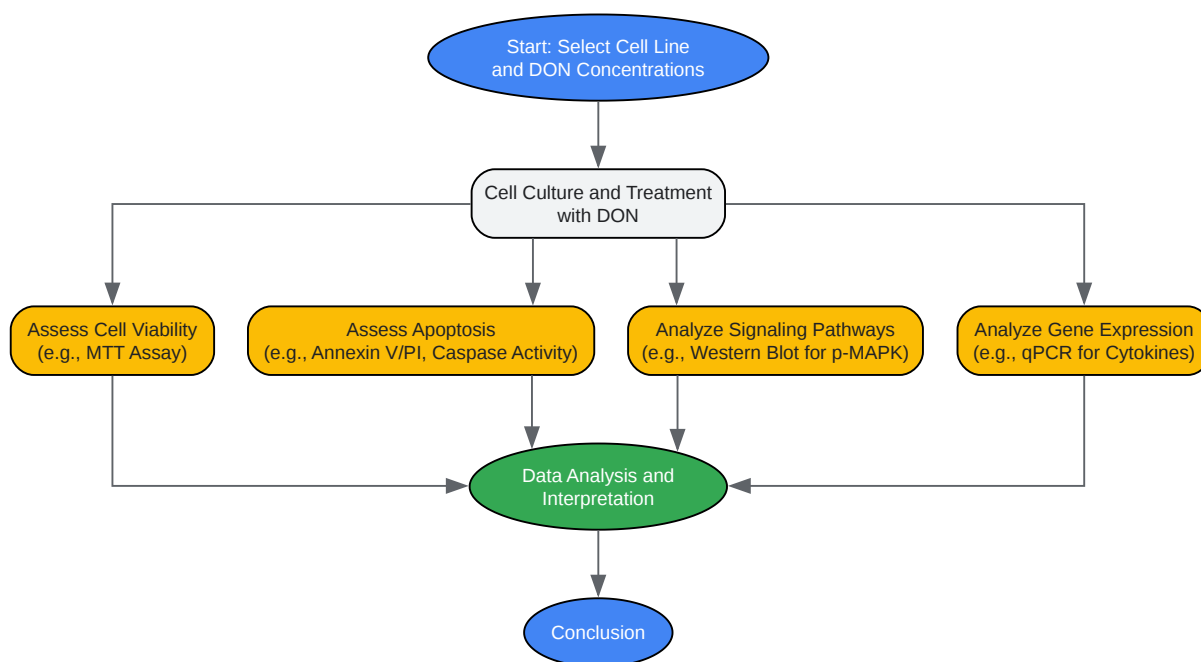 Start: Select Cell Line
and DON Concentrations
Cell Culture and Treatment
with DON
Assess Cell Viability
(e.g., MTT Assay)
Assess Apoptosis
(e.g., Annexin V/PI, Caspase Activity)
Analyze Signaling Pathways
(e.g., Western Blot for p-MAPK)
Analyze Gene Expression
(e.g., qPCR for Cytokines)
Data Analysis and
Interpretation
Conclusion